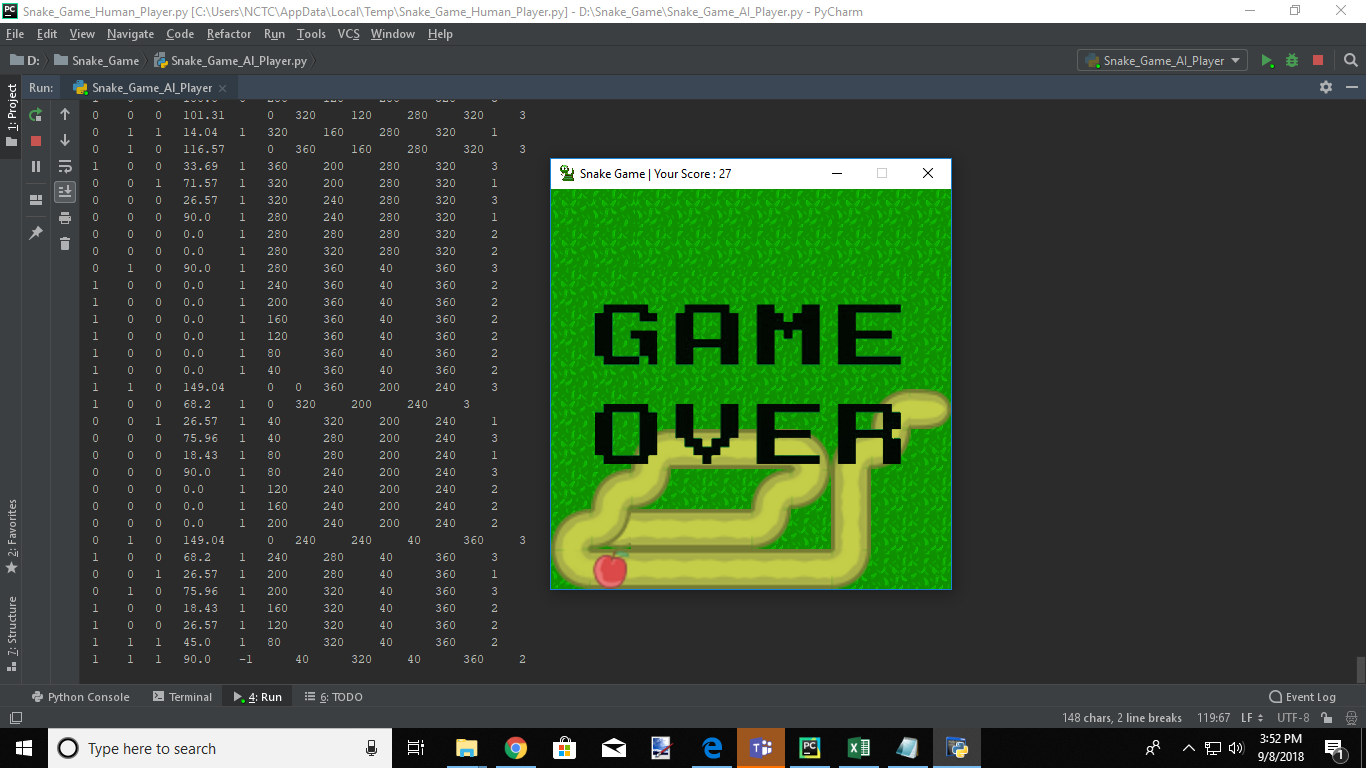 Snake_Game_Human_Player.py [C:\Users\NCTC\AppData\Local\Temp\Snake_Game_Human_Player.py] - D:\Snake_Game\Snake_Game_AI_Player.py - PyCharm
File Edit View Navigate Code Refactor Run Tools VCS Window Help
D: Snake_Game Snake_Game_AI_Player.py Snake_Game_AI_Player
Run: Snake_Game_AI_Player
1: Project
0 0 0 101.31 0 320 120 280 320 3
0 1 1 14.04 1 320 160 280 320 1
0 1 0 116.57 0 360 160 280 320 3
1 0 0 33.69 1 360 200 280 320 3
0 0 1 71.57 1 320 200 280 320 1
0 0 0 26.57 1 320 240 280 320 3
0 0 0 90.0 1 280 240 280 320 1
0 0 0 0.0 1 280 280 280 320 2
0 0 0 0.0 1 280 320 280 320 2
0 1 0 90.0 1 280 360 40 360 3
1 0 0 0.0 1 240 360 40 360 2
1 0 0 0.0 1 200 360 40 360 2
1 0 0 0.0 1 160 360 40 360 2
1 0 0 0.0 1 120 360 40 360 2
1 0 0 0.0 1 80 360 40 360 2
1 0 0 0.0 1 40 360 40 360 2
1 1 0 149.04 0 0 360 200 240 3
1 0 0 68.2 1 0 320 200 240 3
0 0 1 26.57 1 40 320 200 240 1
0 0 0 75.96 1 40 280 200 240 3
0 0 0 18.43 1 80 280 200 240 1
0 0 0 90.0 1 80 240 200 240 3
0 0 0 0.0 1 120 240 200 240 2
0 0 0 0.0 1 160 240 200 240 2
0 0 0 0.0 1 200 240 200 240 2
0 1 0 149.04 0 240 240 40 360 3
1 0 0 68.2 1 240 280 40 360 3
0 0 1 26.57 1 200 280 40 360 1
0 1 0 75.96 1 200 320 40 360 3
1 0 0 18.43 1 160 320 40 360 2
1 0 0 26.57 1 120 320 40 360 2
1 1 1 45.0 1 80 320 40 360 2
1 1 1 90.0 -1 40 320 40 360 2
2: Favorites
7: Structure
Snake Game | Your Score : 27
GAME
OVER
Python Console Terminal 4: Run 6: TODO Event Log
148 chars, 2 line breaks 119:67 LF UTF-8
Type here to search
3:52 PM
9/8/2018
1